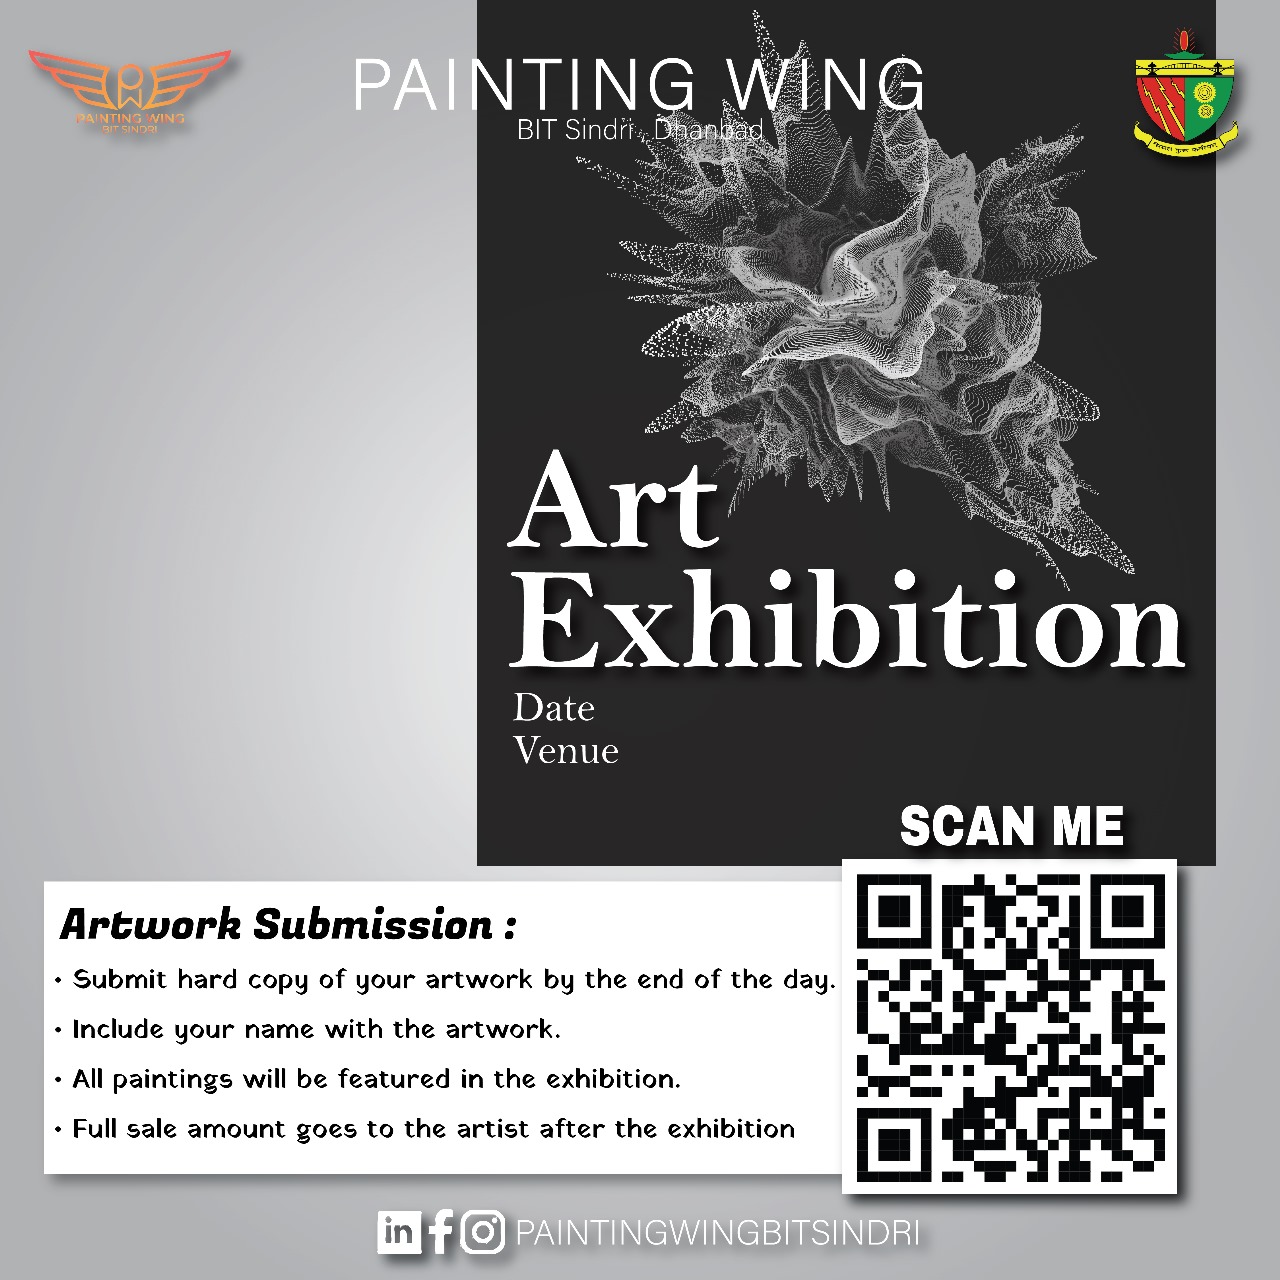 PAINTING WING
BIT SINDRI
PAINTING WING
BIT Sindri , Dhanbad
Art
Exhibition
Date
Venue
SCAN ME
Artwork Submission :
• Submit hard copy of your artwork by the end of the day.
• Include your name with the artwork.
• All paintings will be featured in the exhibition.
• Full sale amount goes to the artist after the exhibition
in f PAINTINGWINGBITSINDRI